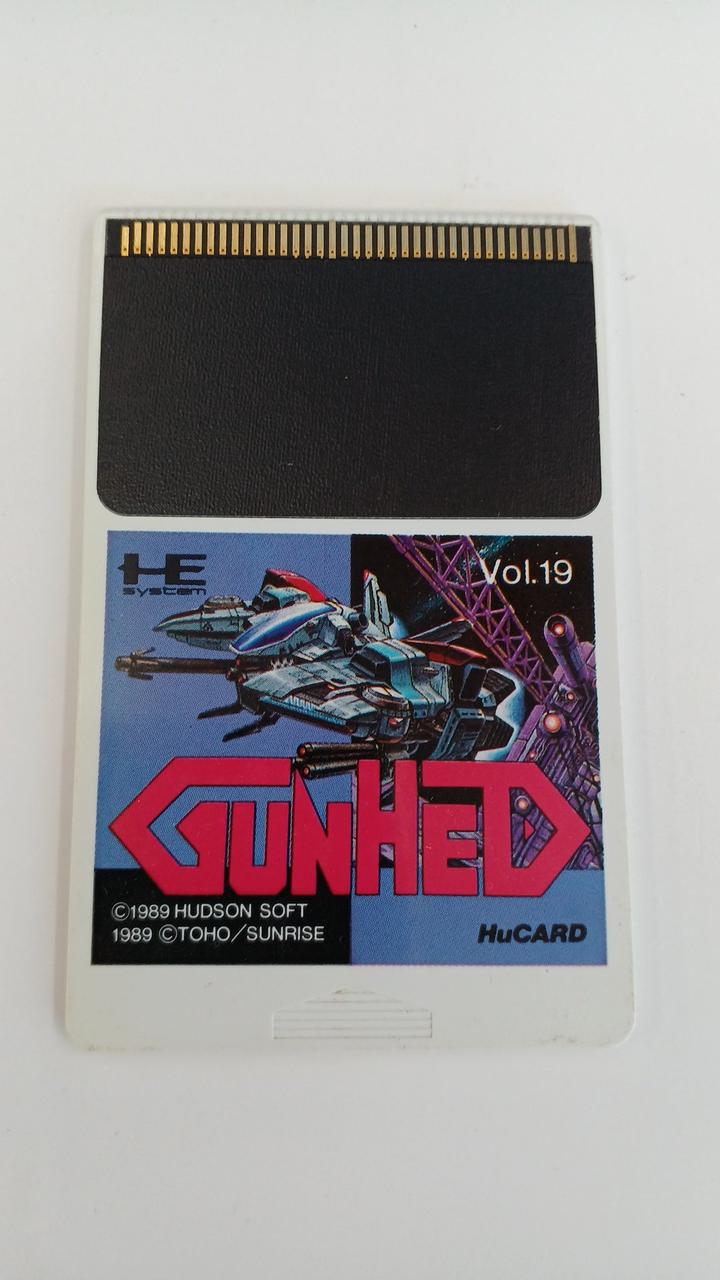 HE
system
Vol.19
GUNHED
©1989 HUDSON SOFT
1989 ©TOHO/SUNRISE
HuCARD